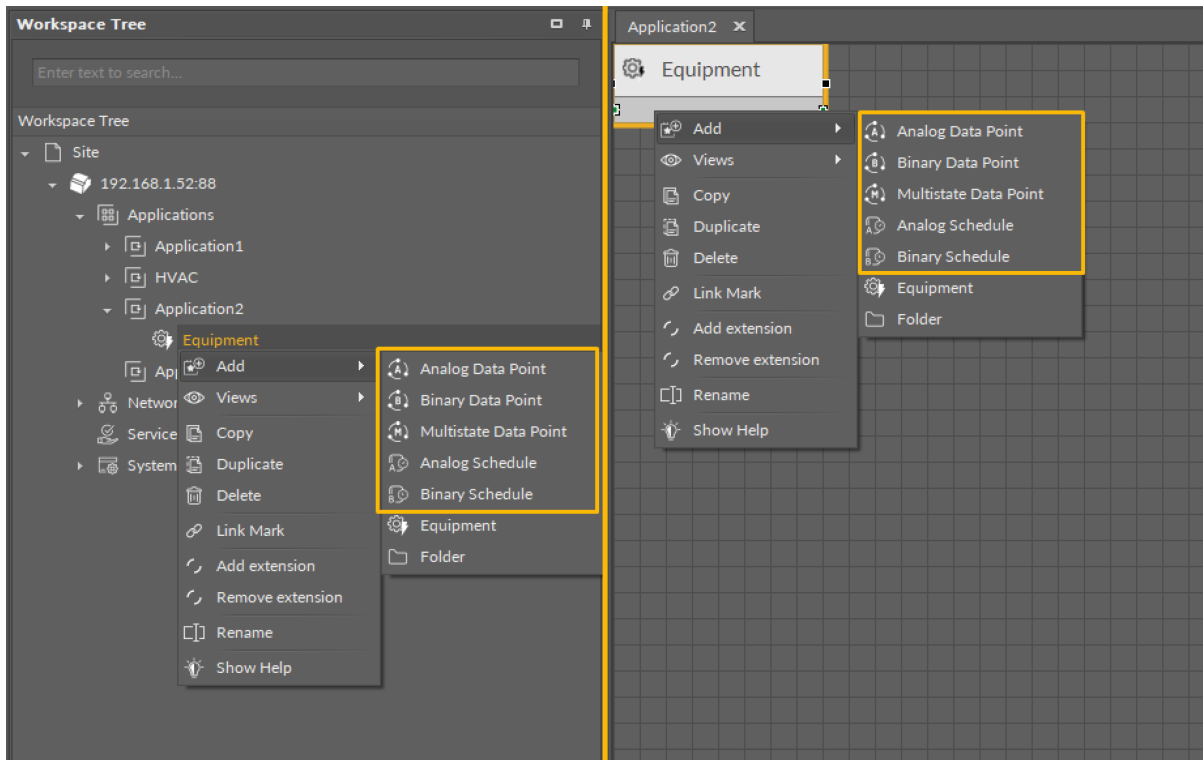 Workspace Tree
Enter text to search...
Workspace Tree
Site
192.168.1.52:88
Applications
Application1
HVAC
Application2
Equipment
Ap
Networ
Service
System
Add
Views
Copy
Duplicate
Delete
Link Mark
Add extension
Remove extension
Rename
Show Help
A Analog Data Point
B Binary Data Point
M Multistate Data Point
A Analog Schedule
B Binary Schedule
Equipment
Folder
Application2
Equipment
Add
Views
Copy
Duplicate
Delete
Link Mark
Add extension
Remove extension
Rename
Show Help
A Analog Data Point
B Binary Data Point
M Multistate Data Point
A Analog Schedule
B Binary Schedule
Equipment
Folder